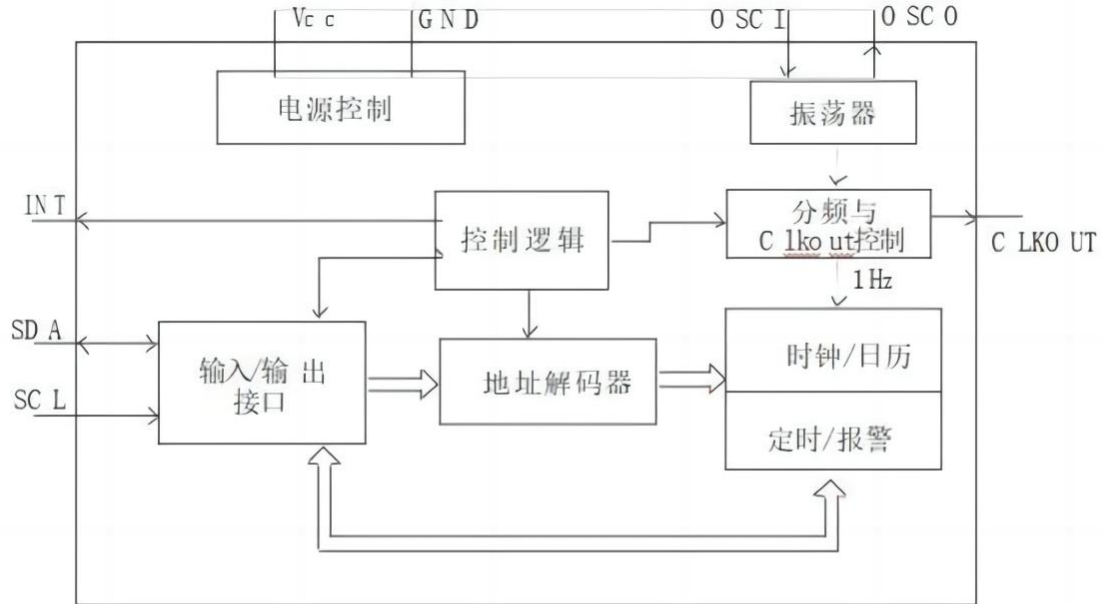 Vcc
GND
OSCI
OSCO
电源控制
振荡器
INT
控制逻辑
分频与
Clkout控制
CLKOUT
1Hz
SDA
输入/输出
接口
地址解码器
时钟/日历
SCL
定时/报警